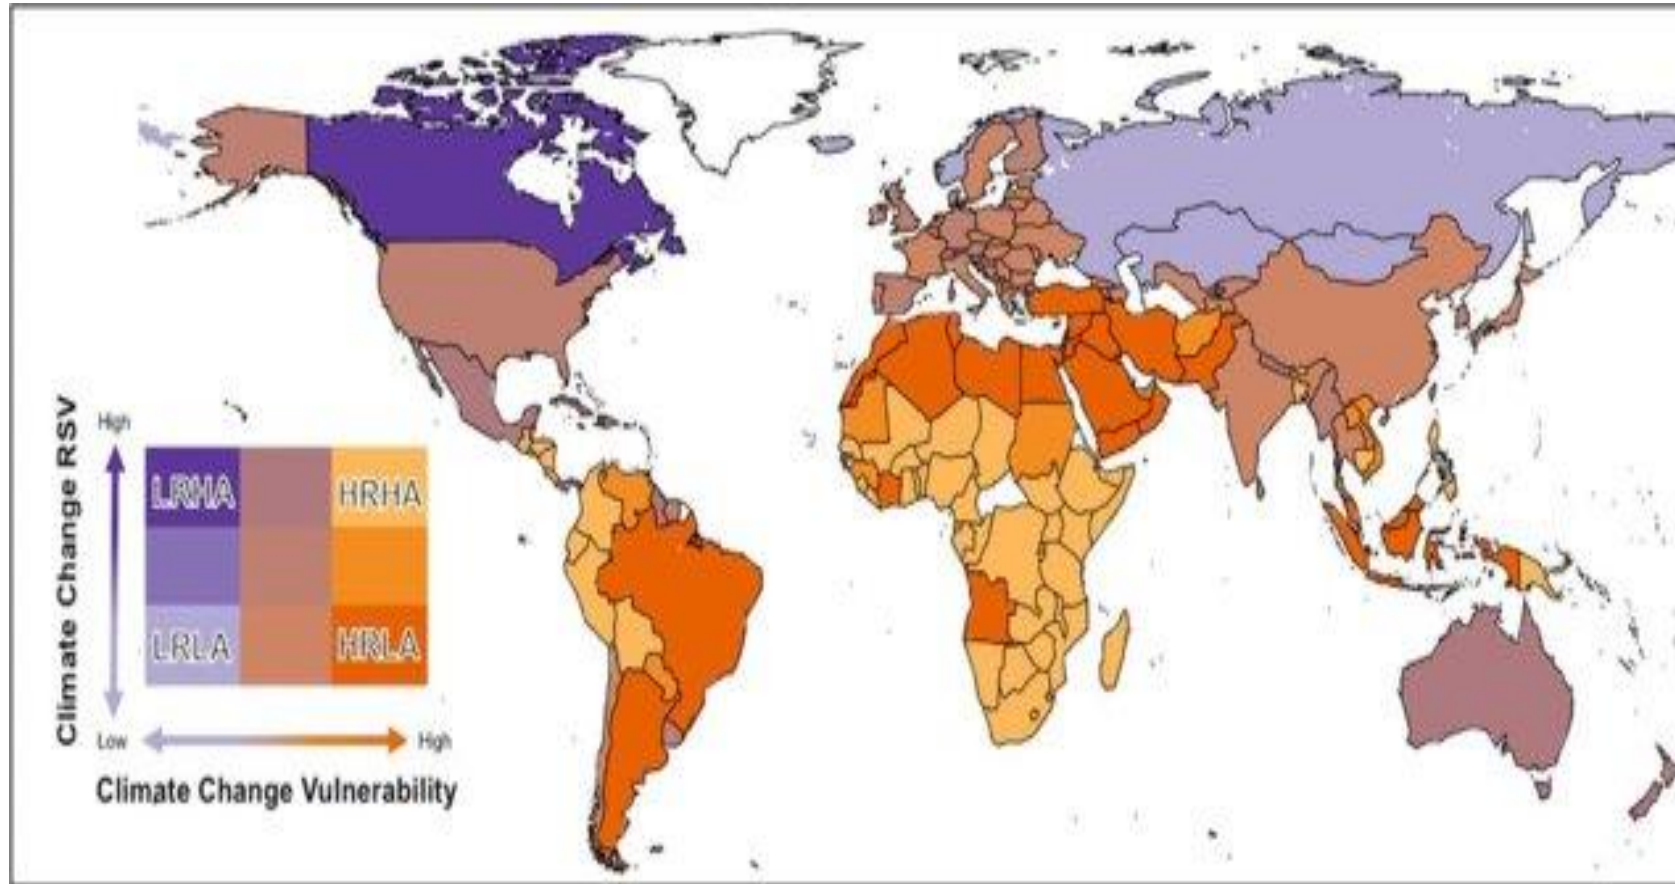 Climate Change RSV
High
LRHA HRHA
LRLA HRLA
Low High
Climate Change Vulnerability